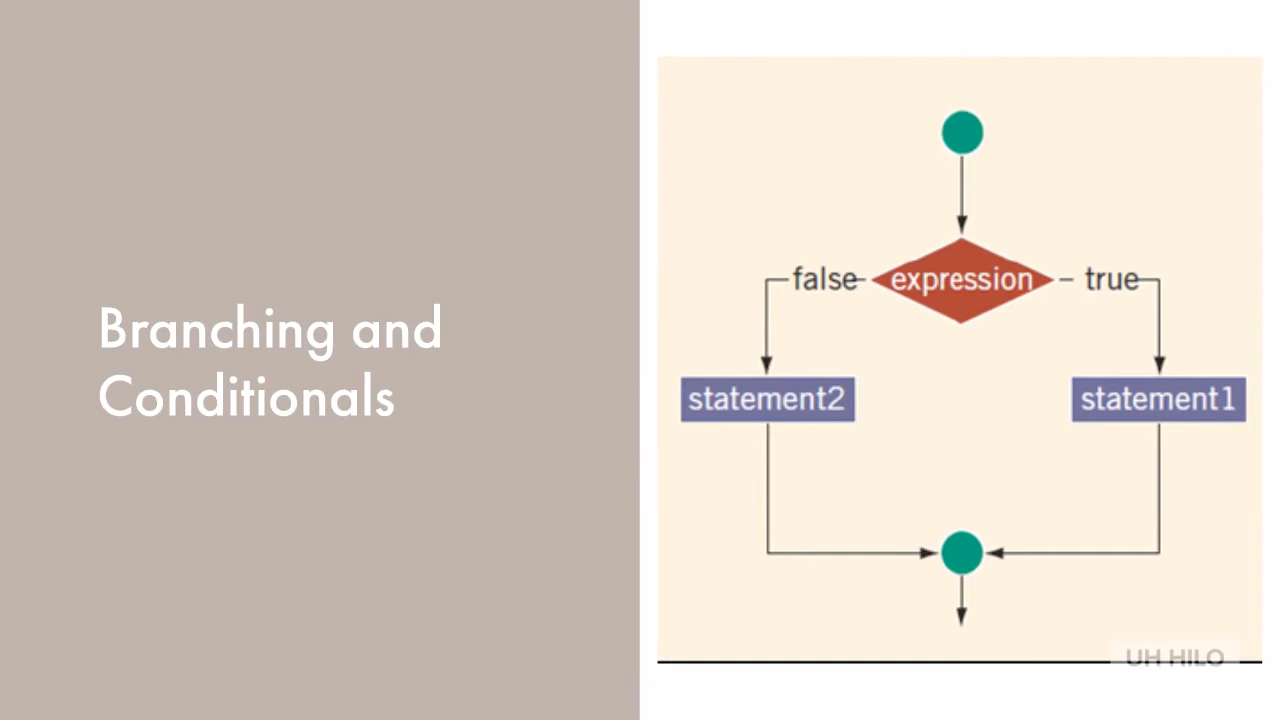 Branching and
Conditionals
false expression true
statement2 statement1
UH HILO